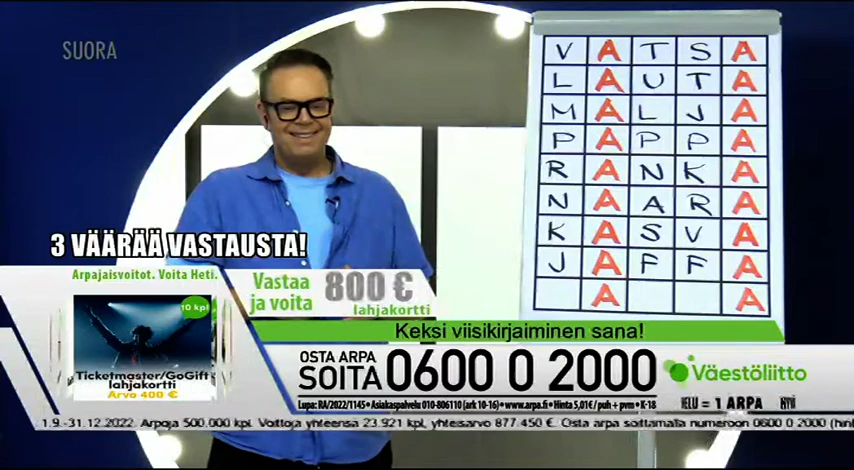 SUORA
V A T S A
L A U T A
M A L J A
P A P P A
R A N K A
N A A R A
K A S V A
J A F F A
A A
3 VÄÄRÄÄ VASTAUSTA!
Arpajaisvoitot. Voita Heti.
10 kpl
Ticketmaster/GoGift
lahjakortti
Arvo 400 €
Vastaa
ja voita
800 €
lahjakortti
Keksi viisikirjaiminen sana!
OSTA ARPA
SOITA 0600 0 2000
Väestöliitto
Lupa: RA/2022/1145 • Asiakaspalvelu 010-806110 (ark 10-16) • www.arpa.fi • Hinta 5,01€ / puh + pvm • K-18
= 1 ARPA
1.9.-31.12.2022. Arpoja 500.000 kpl. Voittoja yhteensä 23.921 kpl, yhteisarvo 877.450 €. Osta arpa soittamalla numeroon 0600 0 2000 (hin